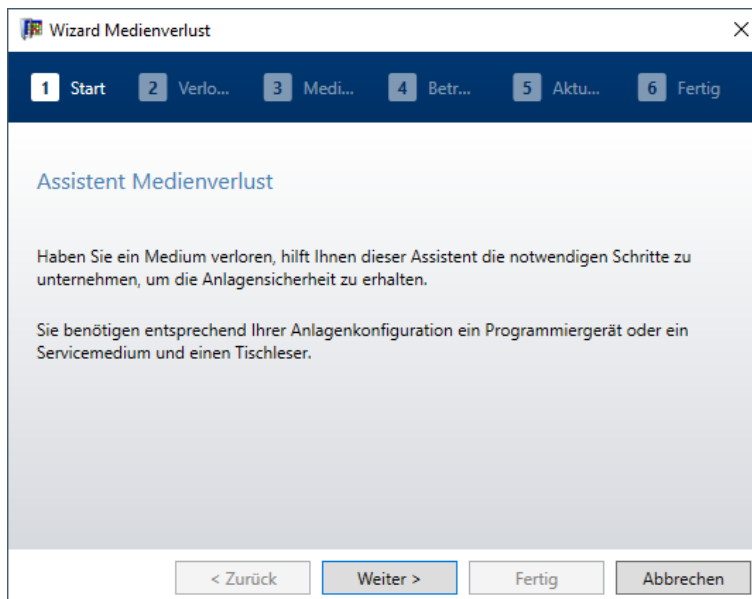 Wizard Medienverlust
1 Start 2 Verlo... 3 Medi... 4 Betr... 5 Aktu... 6 Fertig
Assistent Medienverlust
Haben Sie ein Medium verloren, hilft Ihnen dieser Assistent die notwendigen Schritte zu
unternehmen, um die Anlagensicherheit zu erhalten.
Sie benötigen entsprechend Ihrer Anlagenkonfiguration ein Programmiergerät oder ein
Servicemedium und einen Tischleser.
< Zurück Weiter > Fertig Abbrechen